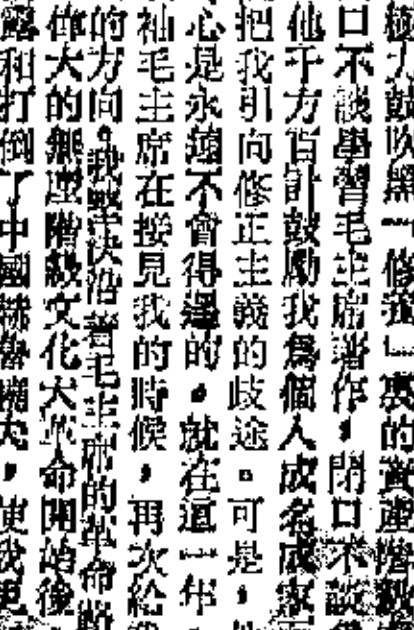 極力鼓吹黑「修養」裏的資產階級
口不談學習毛主席著作，閉口不談
他千方百計鼓勵我為個人成名成家
把我引向修正主義的歧途。可是，
心是永遠不會得逞的。就在這一年，
袖毛主席在接見我的時候，再次給
的方向。我堅決沿著毛主席的革命路
偉大的無產階級文化大革命開始後
和打倒了中國赫魯曉夫，使我更